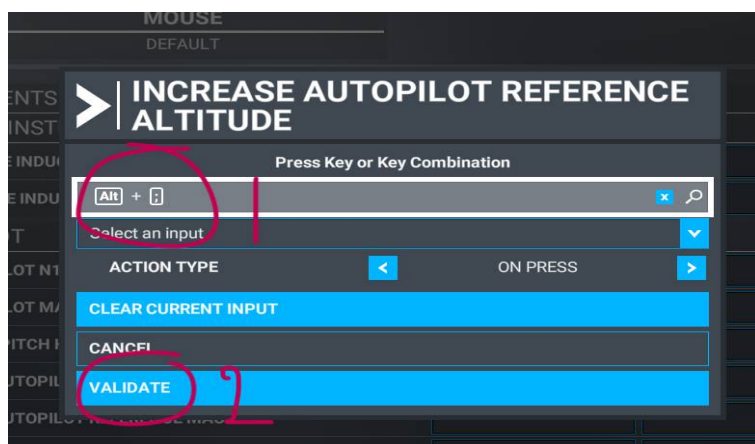 MOUSE
DEFAULT
ENTS
INST
INCREASE AUTOPILOT REFERENCE
ALTITUDE
E INDU
Press Key or Key Combination
E INDU
Alt + ;
x
1
T
Select an input
LOT N1
ACTION TYPE < ON PRESS >
LOT MA
CLEAR CURRENT INPUT
PITCH H
CANCEL
UTOPIL
VALIDATE
2
UTOPIL